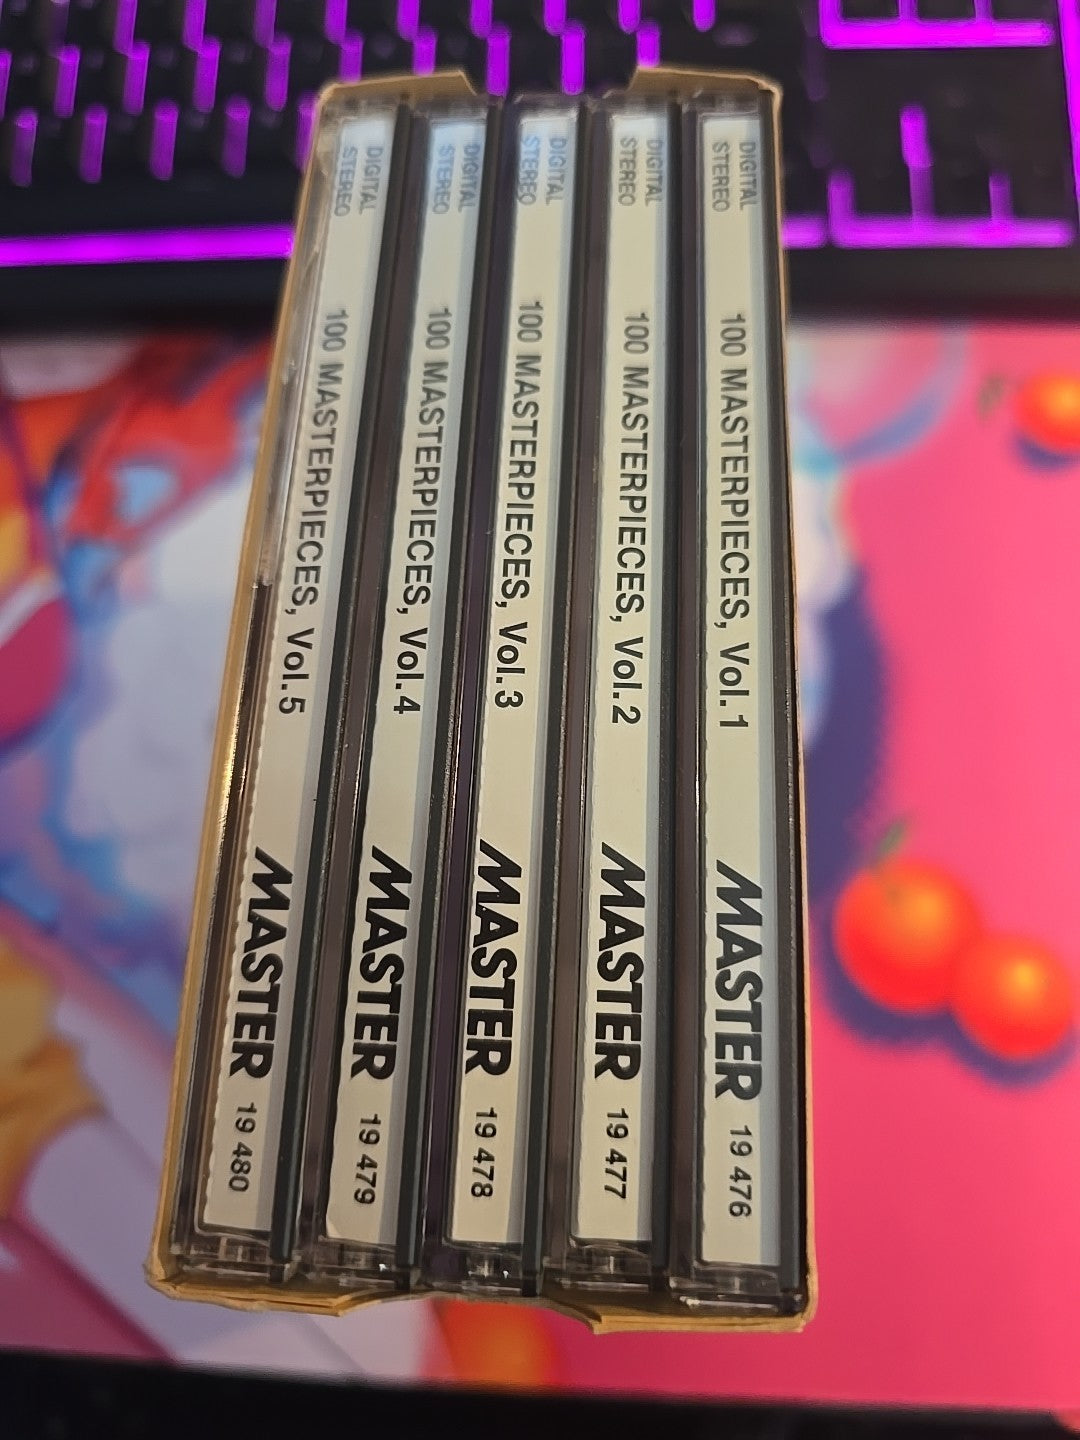 DIGITAL
STEREO
100 MASTERPIECES, Vol.5
MASTER
19 480
DIGITAL
STEREO
100 MASTERPIECES, Vol.4
MASTER
19 479
DIGITAL
STEREO
100 MASTERPIECES, Vol.3
MASTER
19 478
DIGITAL
STEREO
100 MASTERPIECES, Vol.2
MASTER
19 477
DIGITAL
STEREO
100 MASTERPIECES, Vol.1
MASTER
19 476